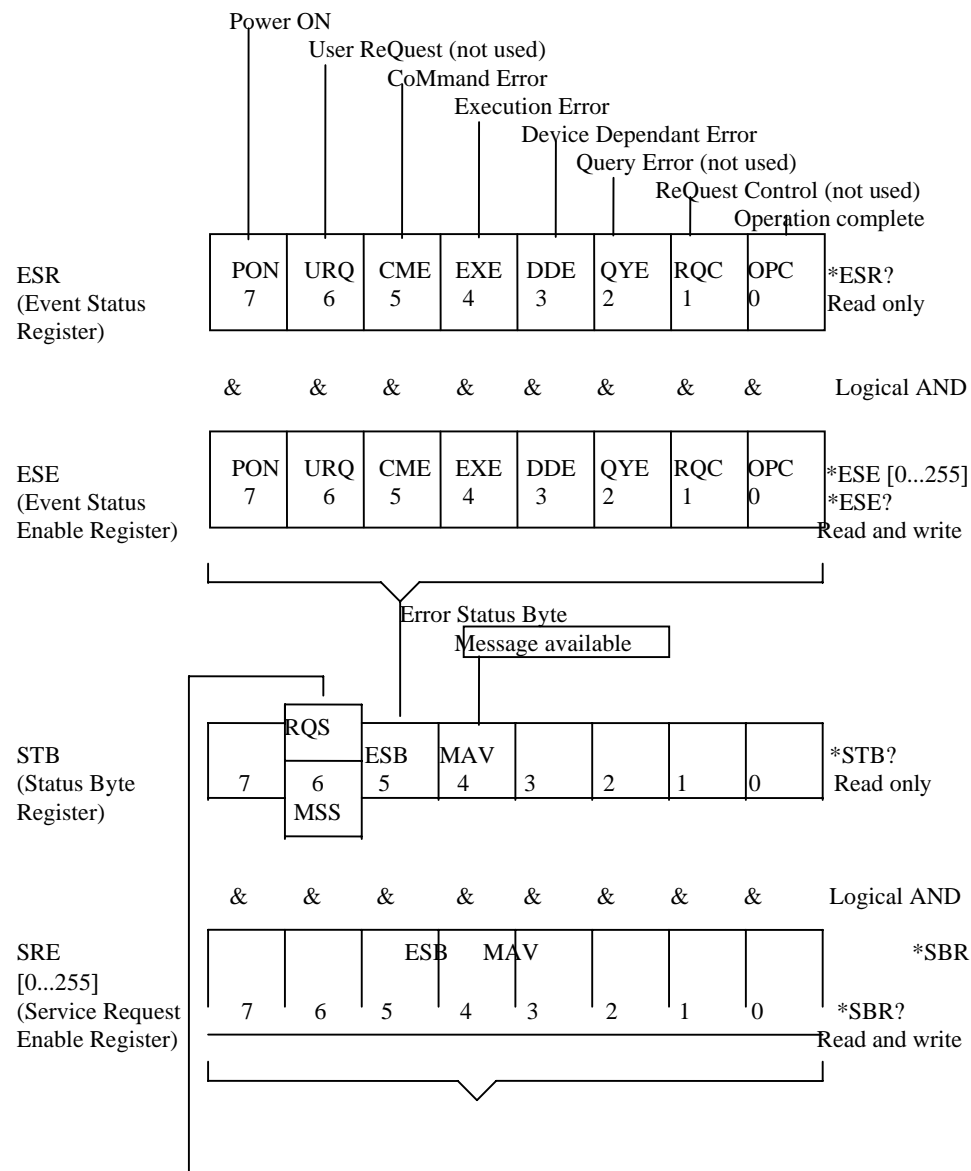 Power ON
User ReQuest (not used)
CoMmand Error
Execution Error
Device Dependant Error
Query Error (not used)
ReQuest Control (not used)
Operation complete
ESR
(Event Status
Register)
PON URQ CME EXE DDE QYE RQC OPC
7 6 5 4 3 2 1 0
*ESR?
Read only
& & & & & & & & Logical AND
ESE
(Event Status
Enable Register)
PON URQ CME EXE DDE QYE RQC OPC
7 6 5 4 3 2 1 0
*ESE [0...255]
*ESE?
Read and write
Error Status Byte
Message available
STB
(Status Byte
Register)
RQS
ESB MAV
7 6 5 4 3 2 1 0
MSS
*STB?
Read only
& & & & & & & & Logical AND
SRE
[0...255]
(Service Request
Enable Register)
ESB MAV
7 6 5 4 3 2 1 0
*SBR
*SBR?
Read and write